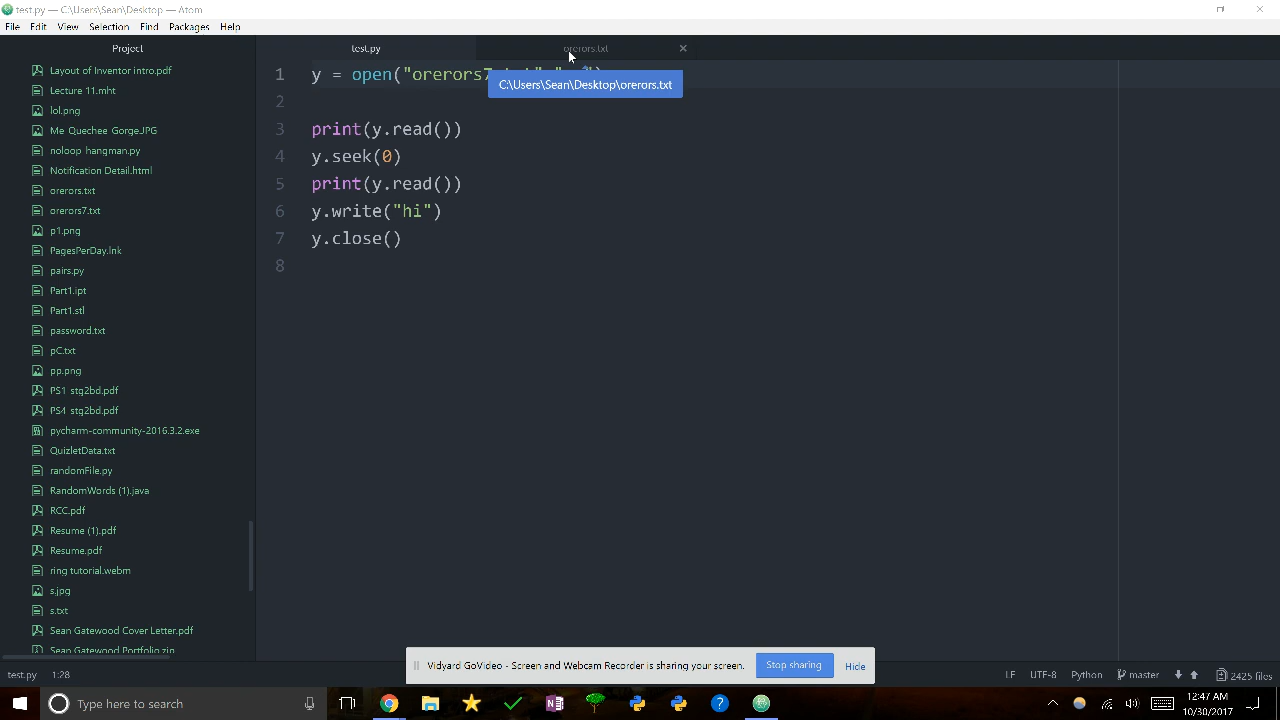 test.py — C:\Users\Sean\Desktop — Atom
File Edit View Selection Find Packages Help
Project
test.py
orerors.txt
Layout of Inventor intro.pdf
Lecture 11.mht
lol.png
Me Quechee Gorge.JPG
noloop_hangman.py
Notification Detail.html
orerors.txt
orerors7.txt
p1.png
PagesPerDay.lnk
pairs.py
Part1.ipt
Part1.stl
password.txt
pC.txt
pp.png
PS1 stg2bd.pdf
PS4 stg2bd.pdf
pycharm-community-2016.3.2.exe
QuizletData.txt
randomFile.py
RandomWords (1).java
RCC.pdf
Resume (1).pdf
Resume.pdf
ring tutorial.webm
s.jpg
s.txt
Sean Gatewood Cover Letter.pdf
Sean Gatewood Portfolio.zip
1 y = open("orerors7
C:\Users\Sean\Desktop\orerors.txt
2
3 print(y.read())
4 y.seek(0)
5 print(y.read())
6 y.write("hi")
7 y.close()
8
Vidyard GoVideo - Screen and Webcam Recorder is sharing your screen.
Stop sharing
Hide
test.py 1:28
LF UTF-8 Python master 2425 files
Type here to search
12:47 AM
10/30/2017